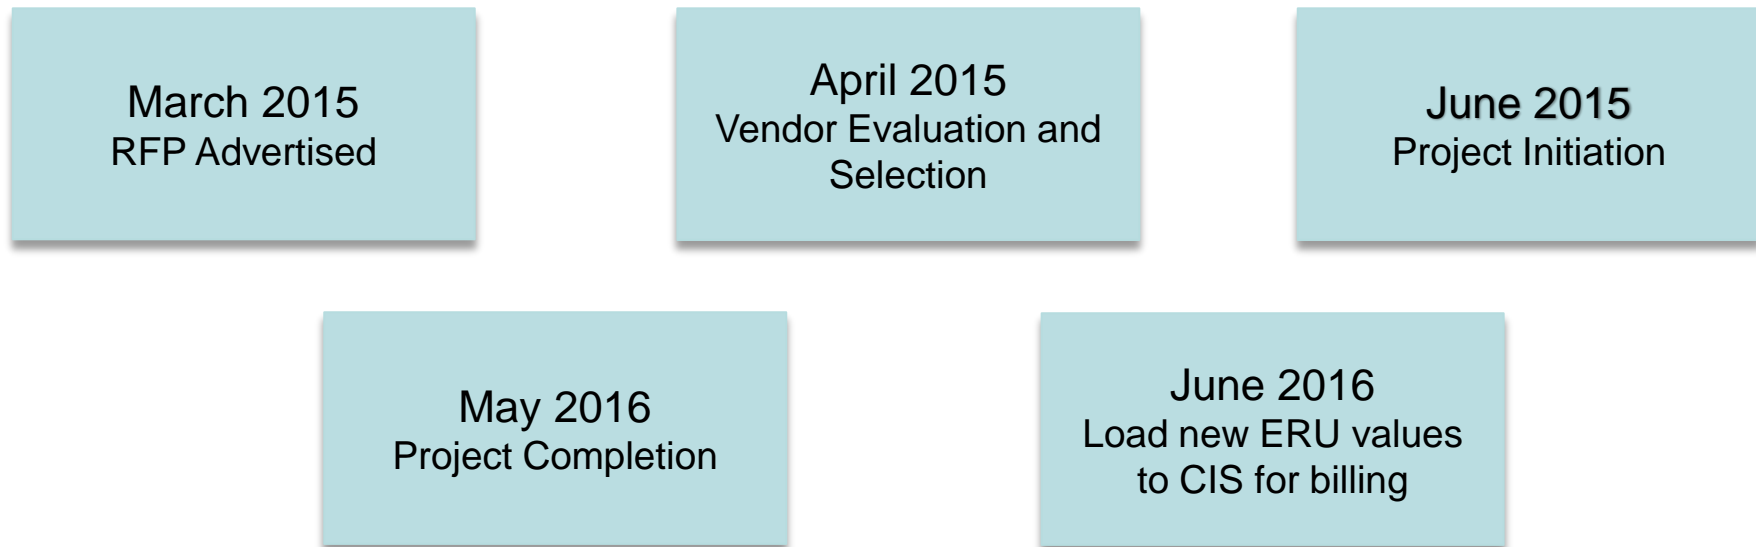 March 2015
RFP Advertised
April 2015
Vendor Evaluation and
Selection
June 2015
Project Initiation
May 2016
Project Completion
June 2016
Load new ERU values
to CIS for billing